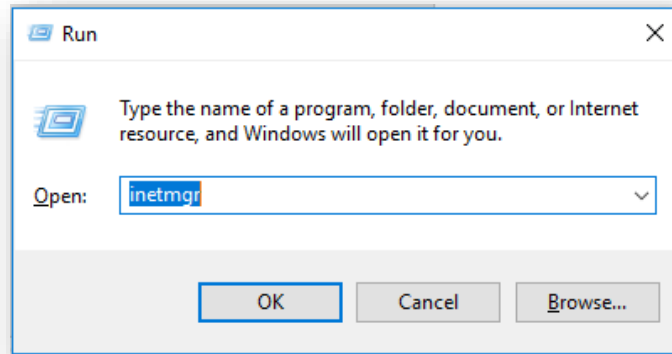 Run
Type the name of a program, folder, document, or Internet
resource, and Windows will open it for you.
Open: inetmgr
OK Cancel Browse...